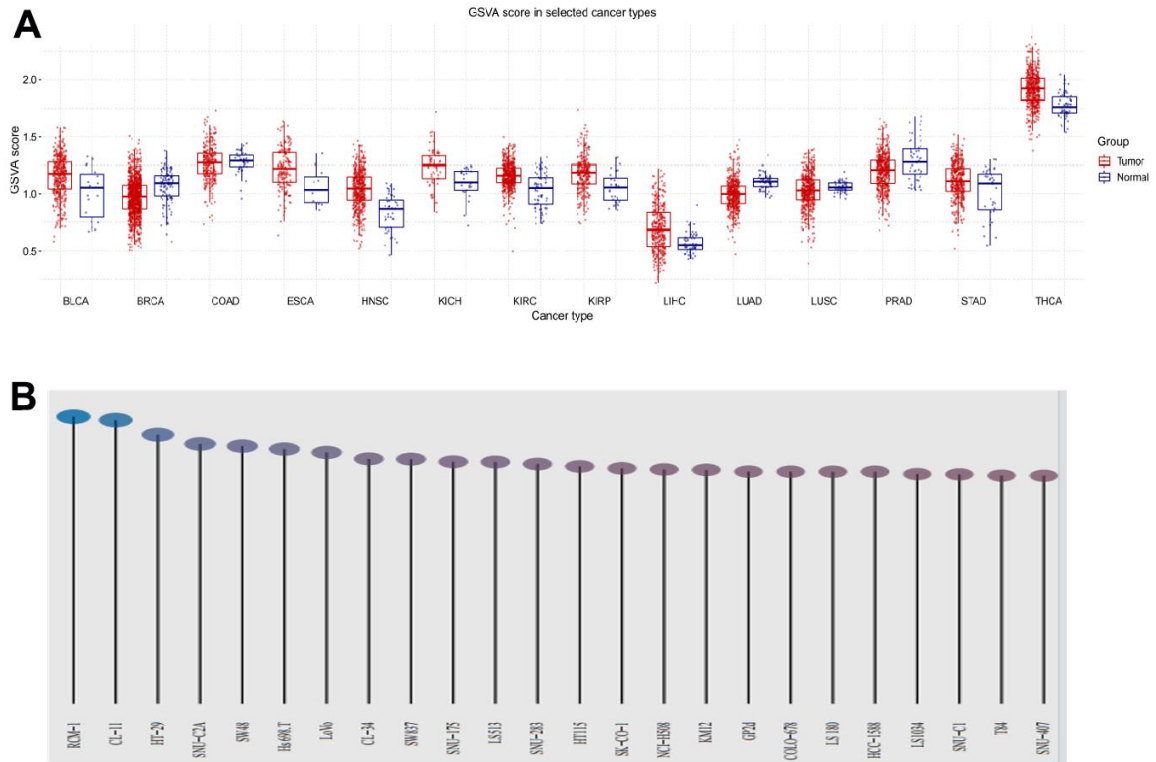 A
GSVA score in selected cancer types
GSVA score
2.0
1.5
1.0
0.5
BLCA BRCA COAD ESCA HNSC KICH KIRC KIRP LIHC LUAD LUSC PRAD STAD THCA
Cancer type
Group
Tumor
Normal
B
RCM-1
CL-11
HT-29
SNU-C2A
SW48
Hs698.T
LoVo
CL-34
SW837
SNU-175
LS513
SNU-283
HT115
SK-CO-1
NCI-H508
KM12
GP2d
COLO-678
LS 180
HCC-1588
LS1034
SNU-C1
T84
SNU-407